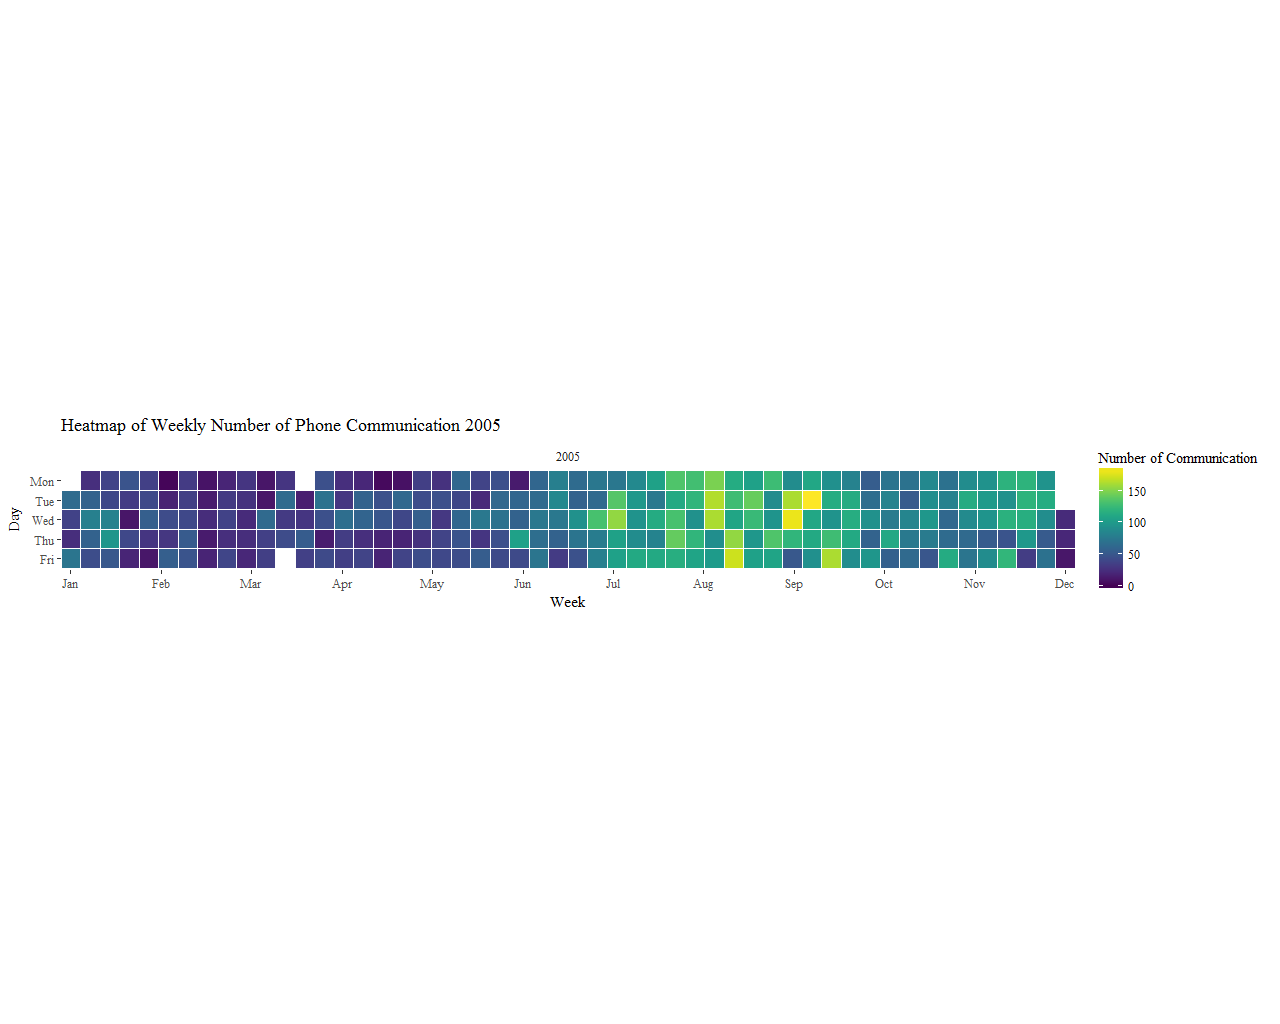 Heatmap of Weekly Number of Phone Communication 2005
2005
Number of Communication
150
100
50
0
Day
Mon
Tue
Wed
Thu
Fri
Jan Feb Mar Apr May Jun Jul Aug Sep Oct Nov Dec
Week